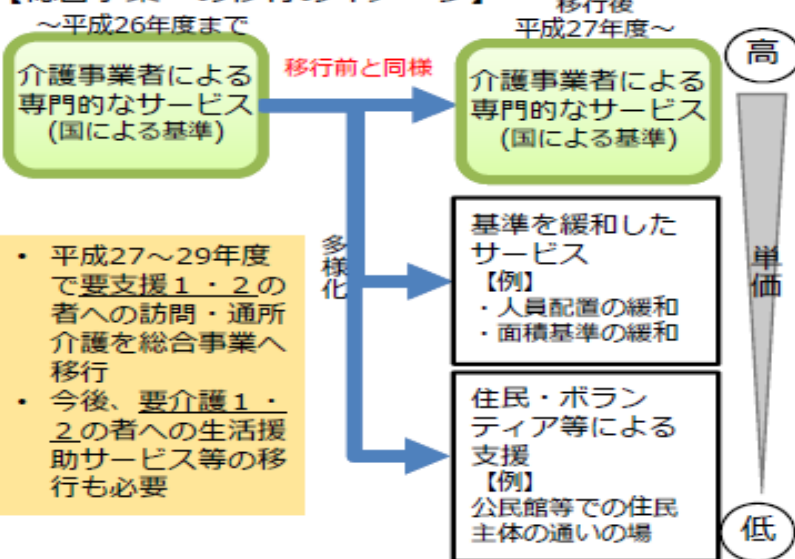 ～平成26年度まで
移行後
平成27年度～
介護事業者による
専門的なサービス
(国による基準)
移行前と同様
介護事業者による
専門的なサービス
(国による基準)
高
単価
低
多様化
基準を緩和した
サービス
【例】
・人員配置の緩和
・面積基準の緩和
住民・ボラン
ティア等による
支援
【例】
公民館等での住民
主体の通いの場
• 平成27～29年度
で要支援１・２の
者への訪問・通所
介護を総合事業へ
移行
• 今後、要介護１・
２の者への生活援
助サービス等の移
行も必要